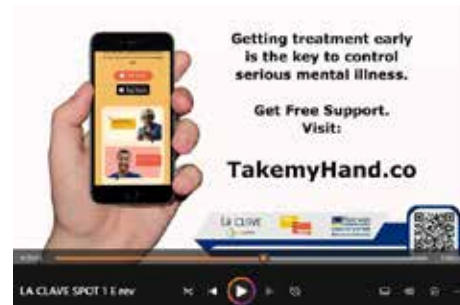 Getting treatment early
is the key to control
serious mental illness.
Get Free Support.
Visit:
TakemyHand.co
LA CLAVE
LA CLAVE SPOT 1 E rev